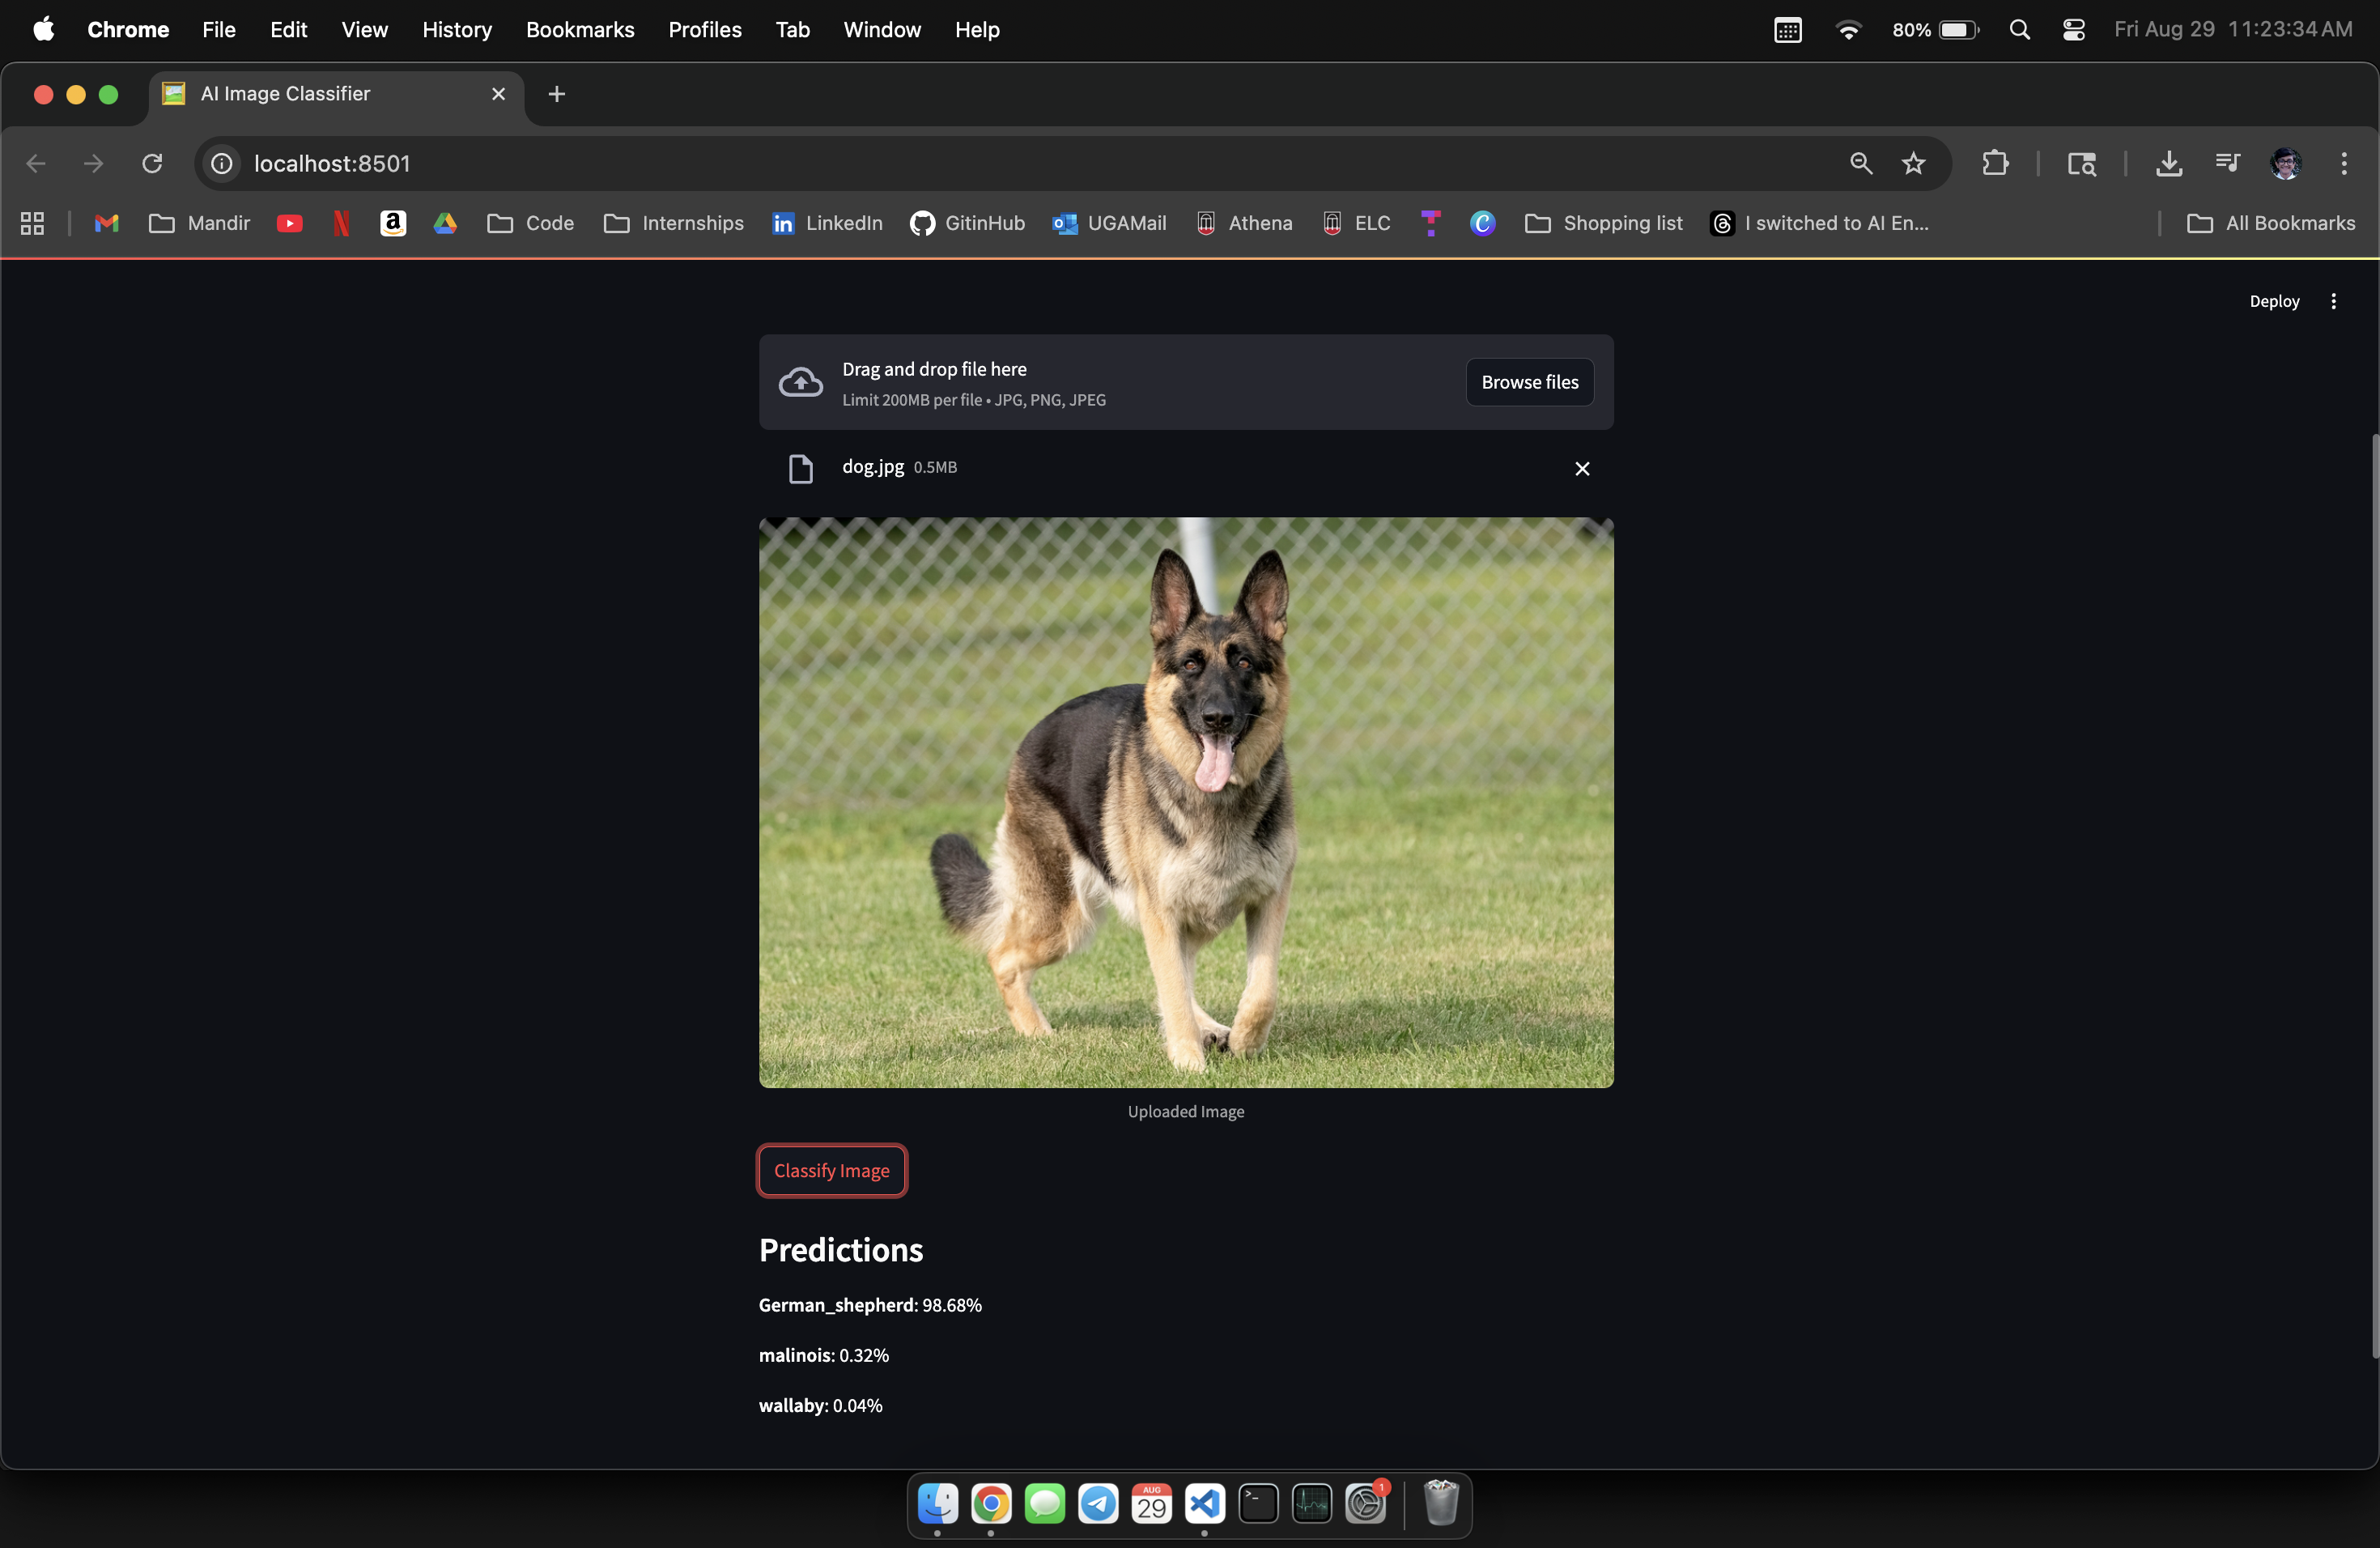 Chrome File Edit View History Bookmarks Profiles Tab Window Help 80% Fri Aug 29 11:23:34 AM
AI Image Classifier
localhost:8501
Mandir a Code Internships in LinkedIn GitinHub UGAMail Athena ELC Shopping list I switched to AI En... All Bookmarks
Deploy
Drag and drop file here
Limit 200MB per file • JPG, PNG, JPEG
Browse files
dog.jpg 0.5MB
Uploaded Image
Classify Image
Predictions
German_shepherd: 98.68%
malinois: 0.32%
wallaby: 0.04%
AUG
29
1